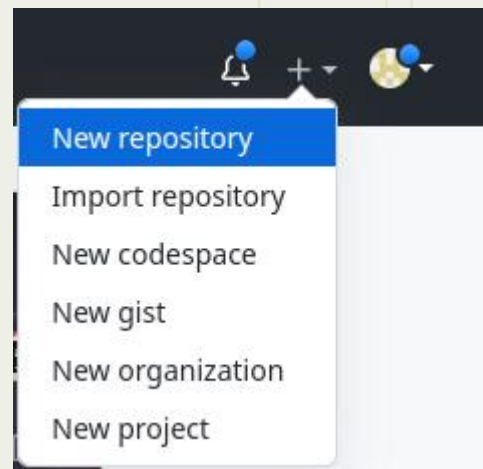 New repository
Import repository
New codespace
New gist
New organization
New project